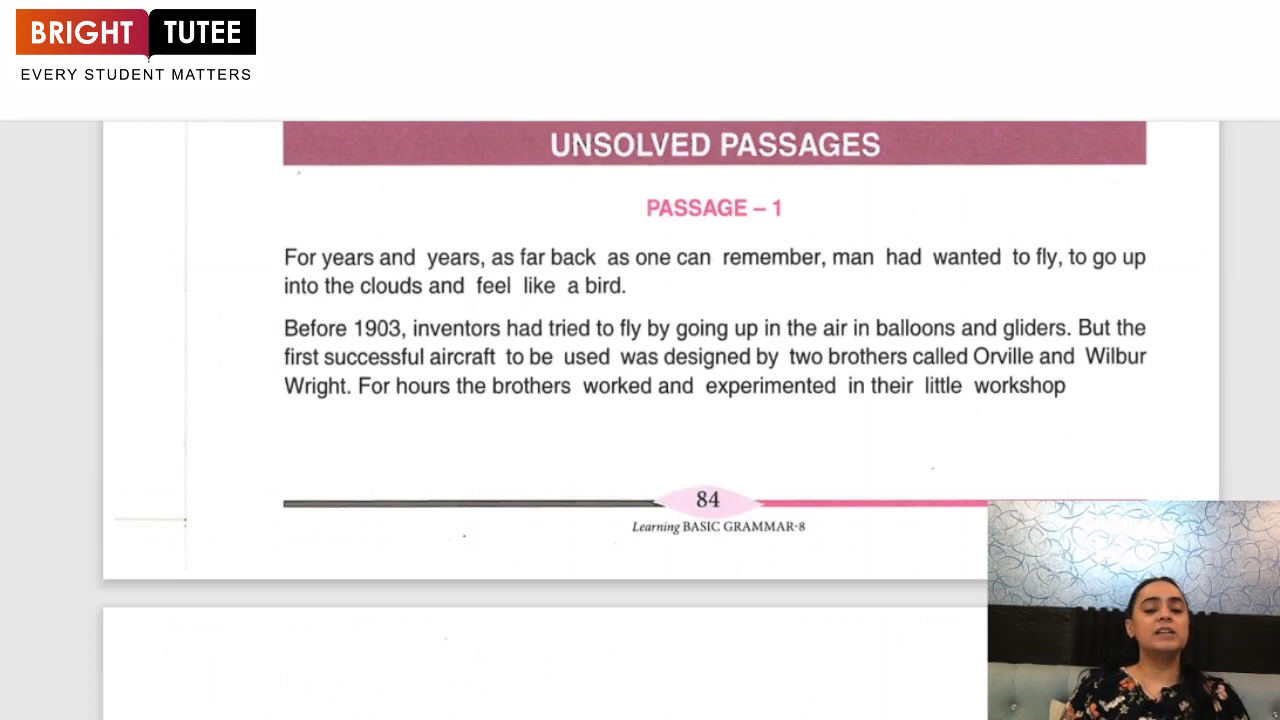 BRIGHT TUTEE
EVERY STUDENT MATTERS
UNSOLVED PASSAGES
PASSAGE – 1
For years and years, as far back as one can remember, man had wanted to fly, to go up
into the clouds and feel like a bird.
Before 1903, inventors had tried to fly by going up in the air in balloons and gliders. But the
first successful aircraft to be used was designed by two brothers called Orville and Wilbur
Wright. For hours the brothers worked and experimented in their little workshop
84
Learning BASIC GRAMMAR-8